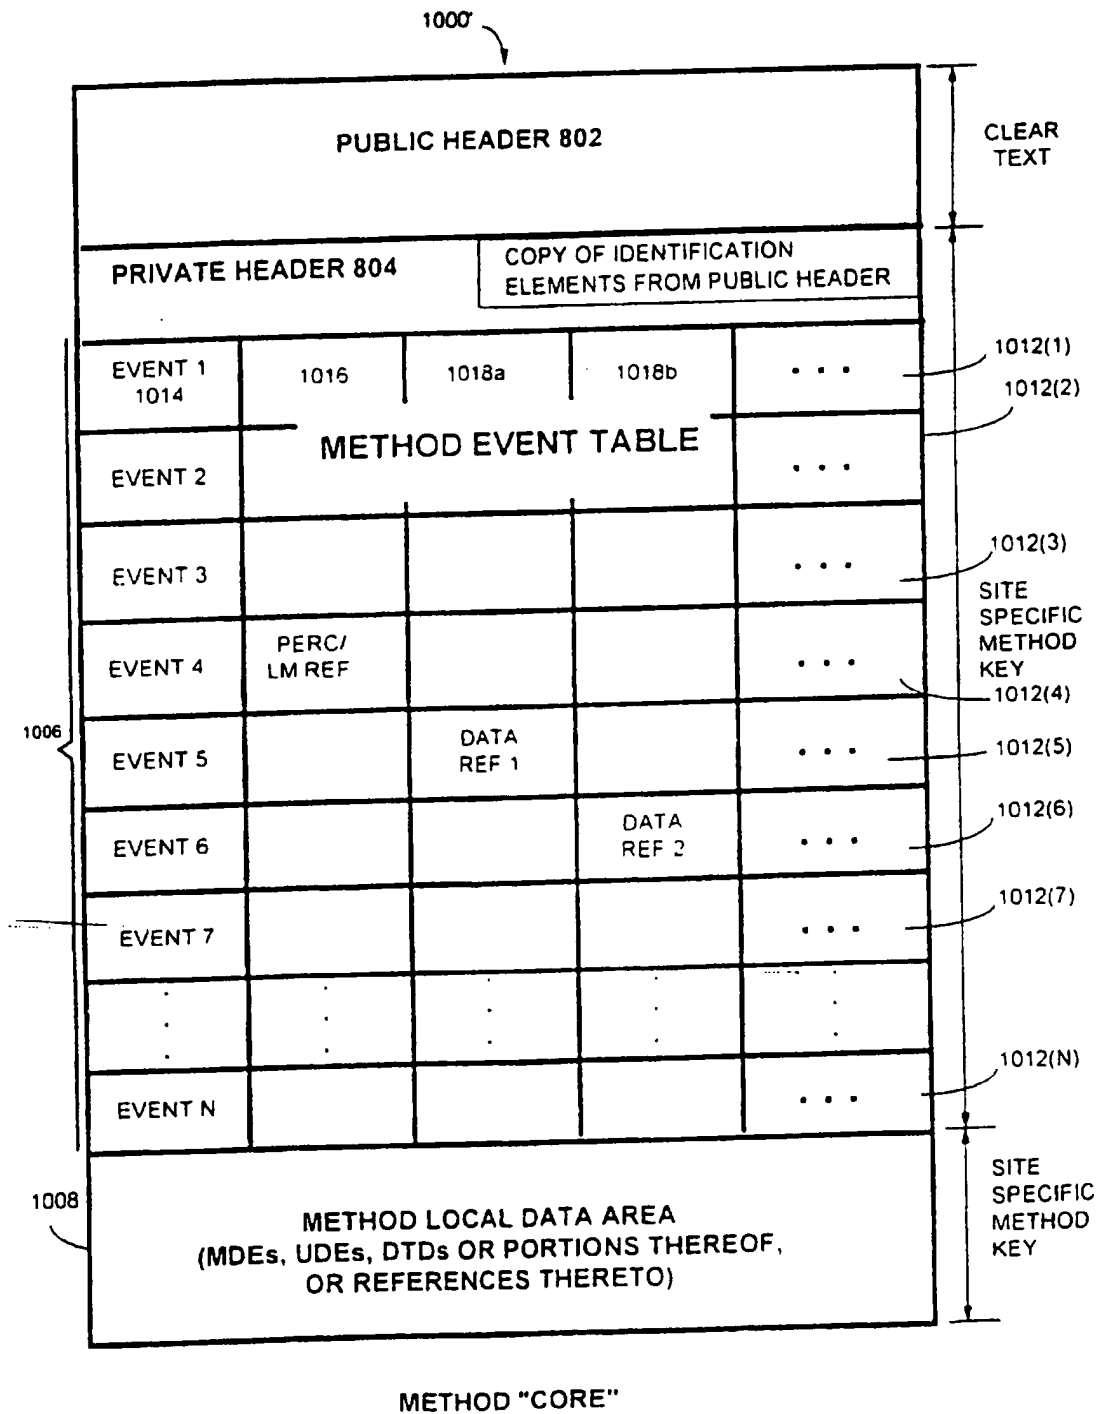 1000
PUBLIC HEADER 802
CLEAR
TEXT
PRIVATE HEADER 804
COPY OF IDENTIFICATION
ELEMENTS FROM PUBLIC HEADER
EVENT 1
1014
1016
1018a
1018b
• • •
1012(1)
1012(2)
METHOD EVENT TABLE
EVENT 2
• • •
EVENT 3
• • •
1012(3)
SITE
SPECIFIC
METHOD
KEY
EVENT 4
PERC/
LM REF
• • •
1012(4)
1006
EVENT 5
DATA
REF 1
• • •
1012(5)
EVENT 6
DATA
REF 2
• • •
1012(6)
EVENT 7
• • •
1012(7)
EVENT N
• • •
1012(N)
1008
METHOD LOCAL DATA AREA
(MDEs, UDEs, DTDs OR PORTIONS THEREOF,
OR REFERENCES THERETO)
SITE
SPECIFIC
METHOD
KEY
METHOD "CORE"